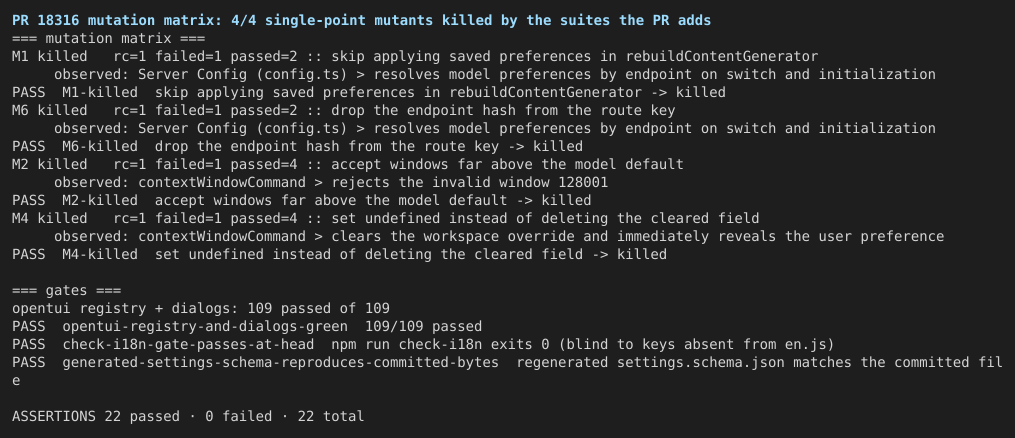 PR 18316 mutation matrix: 4/4 single-point mutants killed by the suites the PR adds
=== mutation matrix ===
M1 killed   rc=1 failed=1 passed=2 :: skip applying saved preferences in rebuildContentGenerator
     observed: Server Config (config.ts) > resolves model preferences by endpoint on switch and initialization
PASS  M1-killed  skip applying saved preferences in rebuildContentGenerator -> killed
M6 killed   rc=1 failed=1 passed=2 :: drop the endpoint hash from the route key
     observed: Server Config (config.ts) > resolves model preferences by endpoint on switch and initialization
PASS  M6-killed  drop the endpoint hash from the route key -> killed
M2 killed   rc=1 failed=1 passed=4 :: accept windows far above the model default
     observed: contextWindowCommand > rejects the invalid window 128001
PASS  M2-killed  accept windows far above the model default -> killed
M4 killed   rc=1 failed=1 passed=4 :: set undefined instead of deleting the cleared field
     observed: contextWindowCommand > clears the workspace override and immediately reveals the user preference
PASS  M4-killed  set undefined instead of deleting the cleared field -> killed

=== gates ===
opentui registry + dialogs: 109 passed of 109
PASS  opentui-registry-and-dialogs-green  109/109 passed
PASS  check-i18n-gate-passes-at-head  npm run check-i18n exits 0 (blind to keys absent from en.js)
PASS  generated-settings-schema-reproduces-committed-bytes  regenerated settings.schema.json matches the committed fil
e

ASSERTIONS 22 passed · 0 failed · 22 total